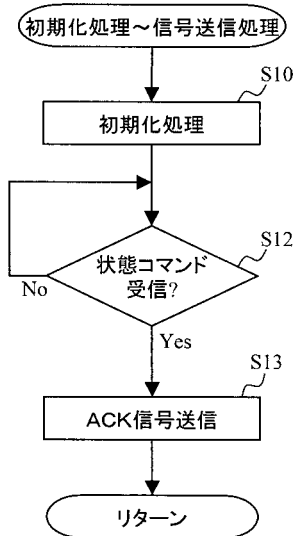 初期化処理～信号送信処理
S10
初期化処理
S12
状態コマンド
受信?
No
Yes
S13
ACK信号送信
リターン